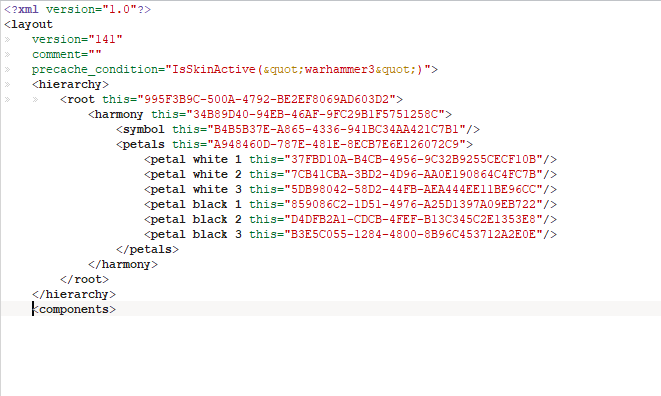 <?xml version="1.0"?>
<layout
version="141"
comment=""
precache_condition="IsSkinActive(&quot;warhammer3&quot;)">
<hierarchy>
<root this="995F3B9C-500A-4792-BE2EF8069AD603D2">
<harmony this="34B89D40-94EB-46AF-9FC29B1F5751258C">
<symbol this="B4B5B37E-A865-4336-941BC34AA421C7B1"/>
<petals this="A948460D-787E-481E-8ECB7E6E126072C9">
<petal white 1 this="37FBD10A-B4CB-4956-9C32B9255CECF10B"/>
<petal white 2 this="7CB41CBA-3BD2-4D96-AA0E190864C4FC7B"/>
<petal white 3 this="5DB98042-58D2-44FB-AEA444EE11BE96CC"/>
<petal black 1 this="859086C2-1D51-4976-A25D1397A09EB722"/>
<petal black 2 this="D4DFB2A1-CDCB-4FEF-B13C345C2E1353E8"/>
<petal black 3 this="B3E5C055-1284-4800-8B96C453712A2E0E"/>
</petals>
</harmony>
</root>
</hierarchy>
<components>